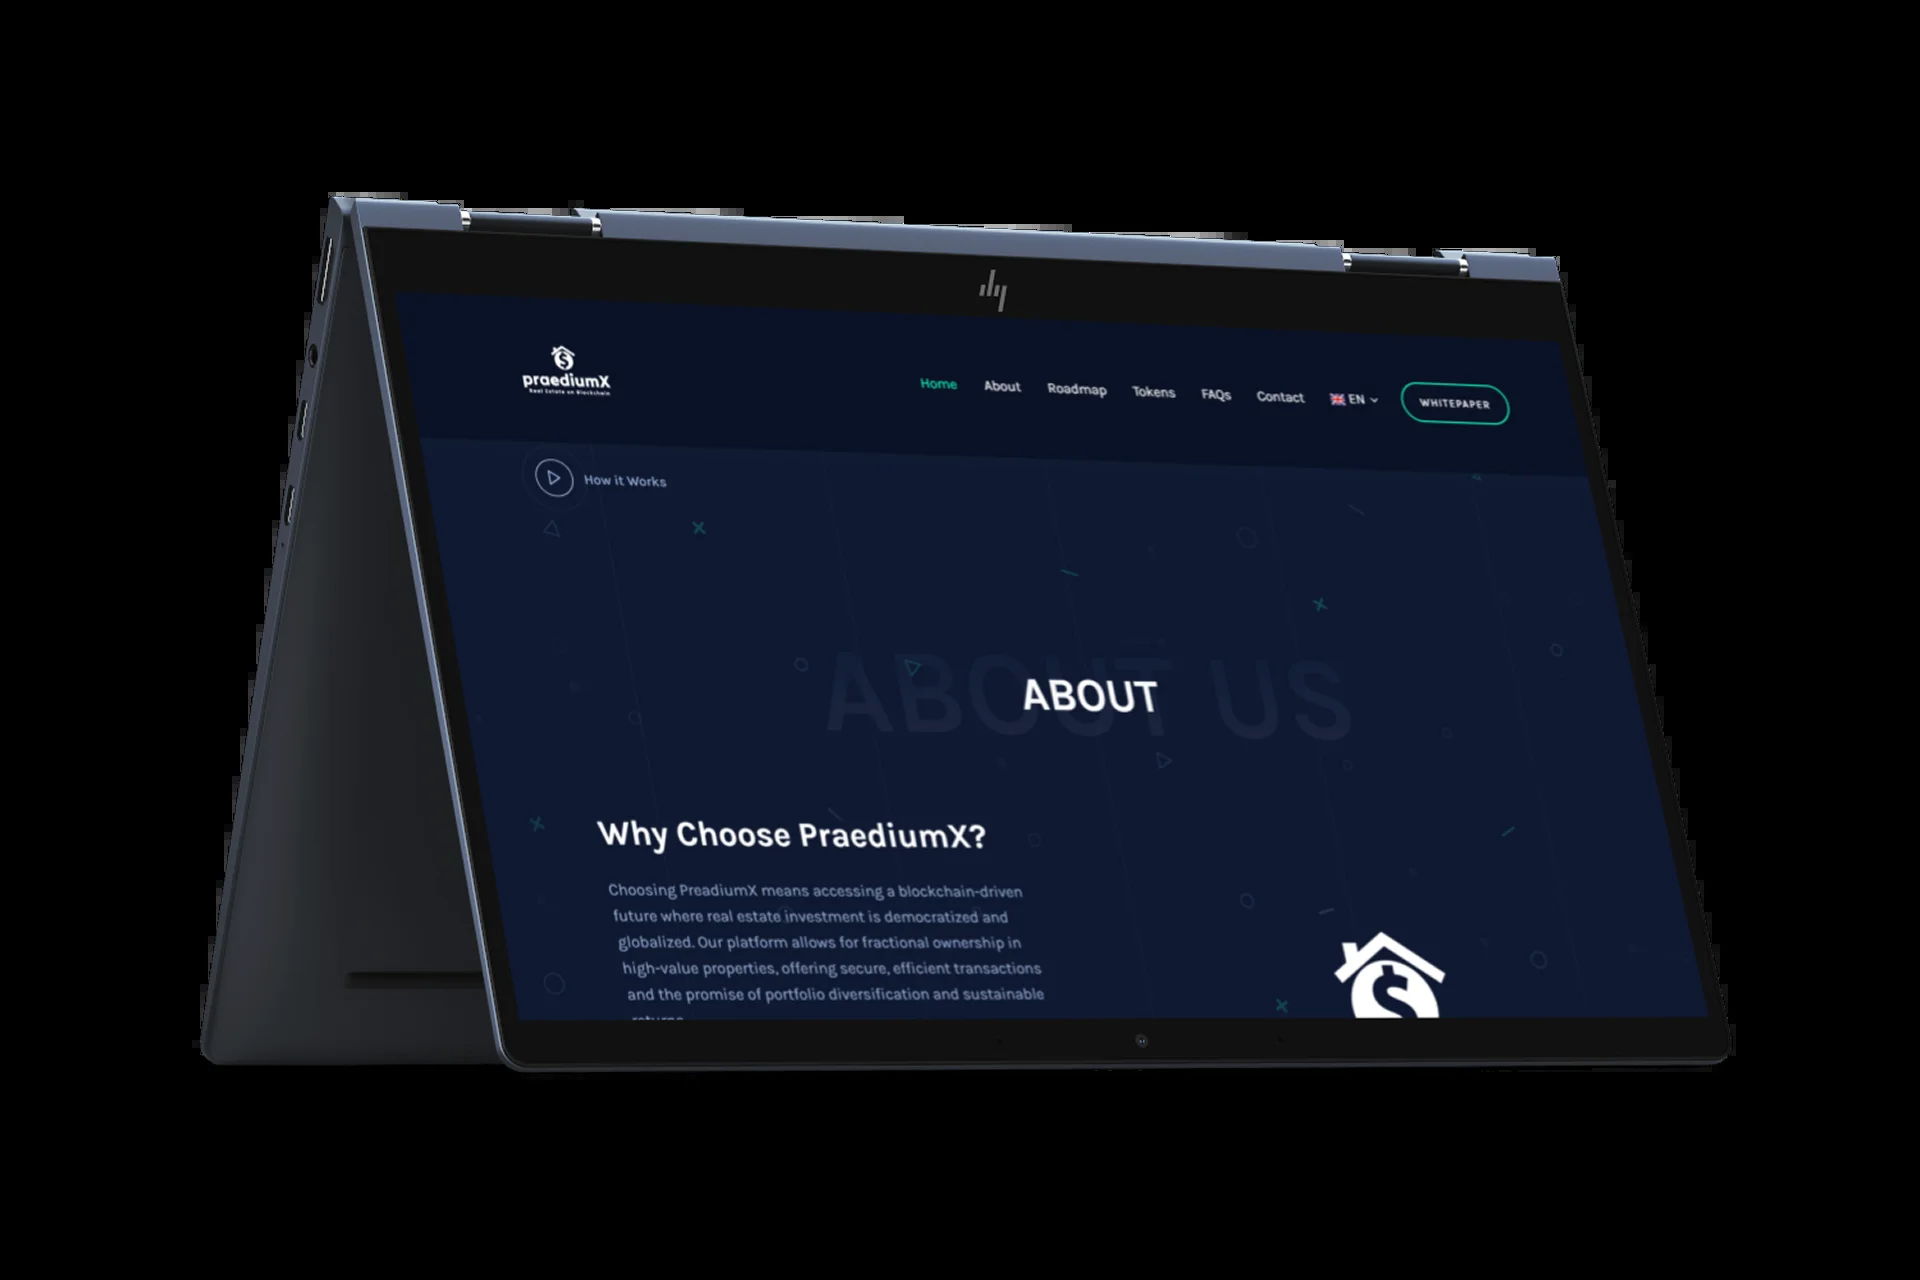 hp
praediumX
Real Estate on Blockchain
Home About Roadmap Tokens FAQs Contact EN WHITEPAPER
How it Works
ABOUT US
ABOUT
Why Choose PraediumX?
Choosing PreadiumX means accessing a blockchain-driven
future where real estate investment is democratized and
globalized. Our platform allows for fractional ownership in
high-value properties, offering secure, efficient transactions
and the promise of portfolio diversification and sustainable
returns